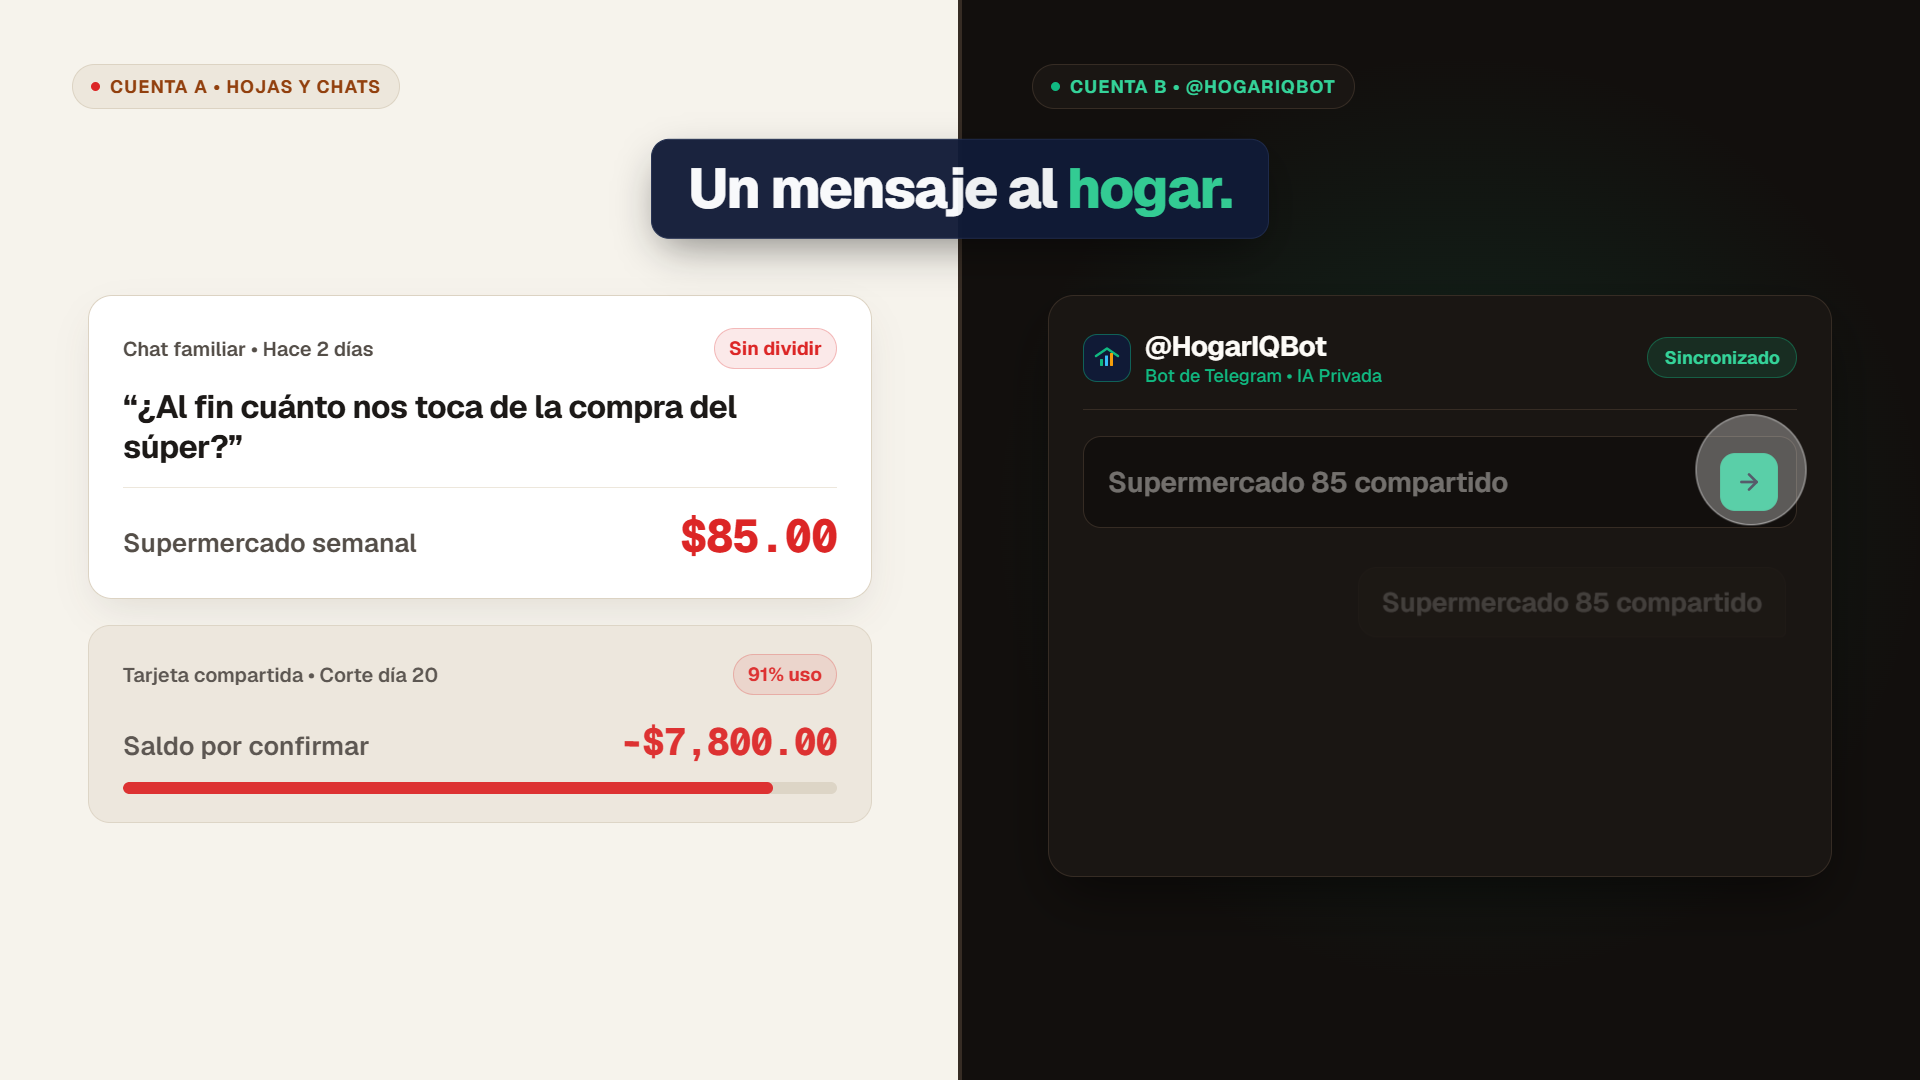 CUENTA A • HOJAS Y CHATS
CUENTA B • @HOGARIQBOT
Un mensaje al hogar.
Chat familiar • Hace 2 días
Sin dividir
“¿Al fin cuánto nos toca de la compra del
súper?”
Supermercado semanal
$85.00
Tarjeta compartida • Corte día 20
91% uso
Saldo por confirmar
-$7,800.00
@HogarIQBot
Bot de Telegram • IA Privada
Sincronizado
Supermercado 85 compartido
Supermercado 85 compartido